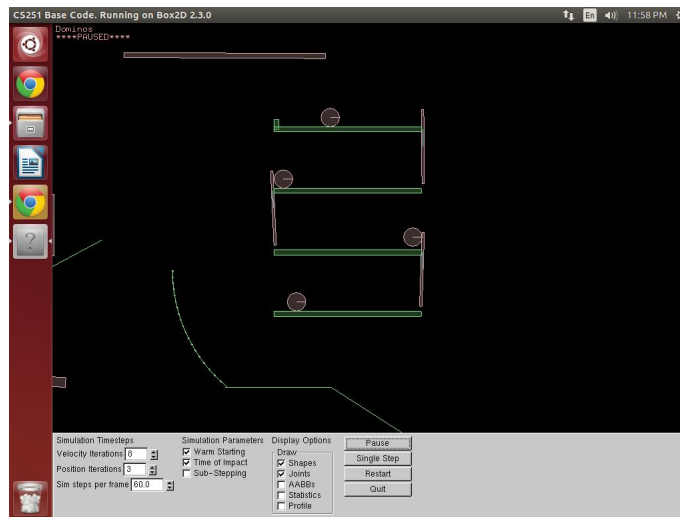 CS251 Base Code. Running on Box2D 2.3.0
En
11:58 PM
Dominos
****PAUSED****
?
Simulation Timesteps
Velocity Iterations 8
Position Iterations 3
Sim steps per frame 60.0
Simulation Parameters
Warm Starting
Time of Impact
Sub-Stepping
Display Options
Draw
Shapes
Joints
AABBs
Statistics
Profile
Pause
Single Step
Restart
Quit